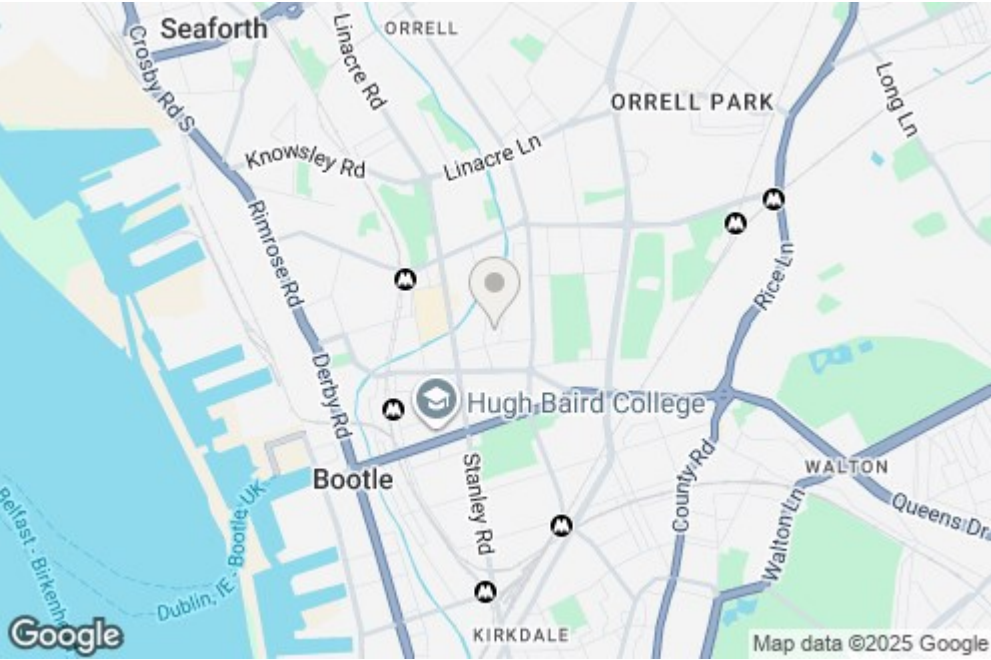 Seaforth
ORRELL
Linacre Rd
Crosby Rd S
Long Ln
ORRELL PARK
Linacre Ln
Knowsley Rd
Rimrose Rd
Rice Ln
Derby Rd
Hugh Baird College
County Rd
WALTON
Bootle
Stanley Rd
Walton Ln
Queens Dr
Belfast - Birkenh
Dublin, IE - Bootle, UK
KIRKDALE
Google
Map data ©2025 Google